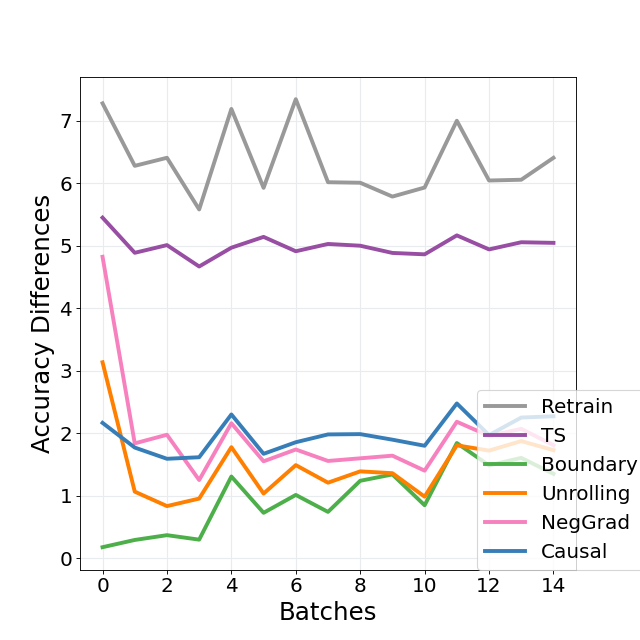 Accuracy Differences
7
6
5
4
3
2
1
0
0 2 4 6 8 10 12 14
Batches
Retrain
TS
Boundary
Unrolling
NegGrad
Causal